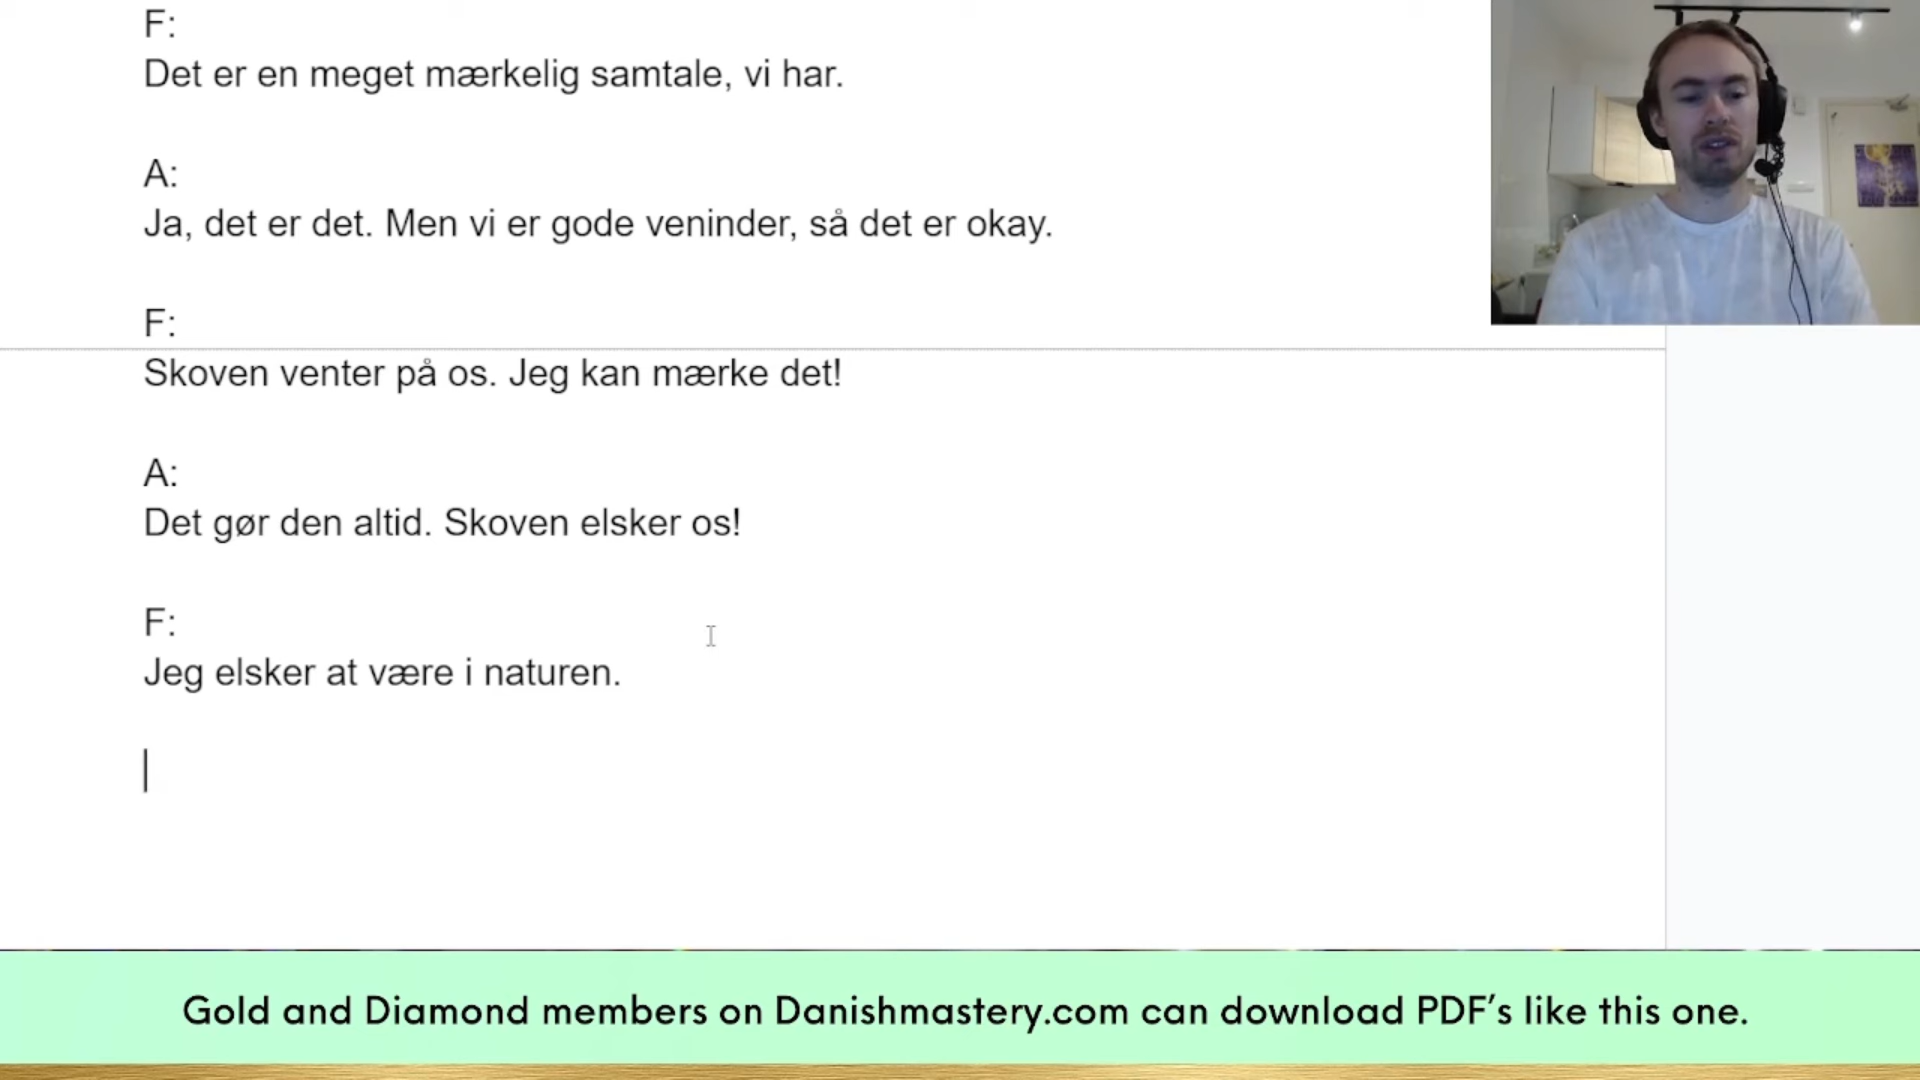 F:
Det er en meget mærkelig samtale, vi har.
A:
Ja, det er det. Men vi er gode veninder, så det er okay.
F:
Skoven venter på os. Jeg kan mærke det!
A:
Det gør den altid. Skoven elsker os!
F:
Jeg elsker at være i naturen.
Gold and Diamond members on Danishmastery.com can download PDF’s like this one.